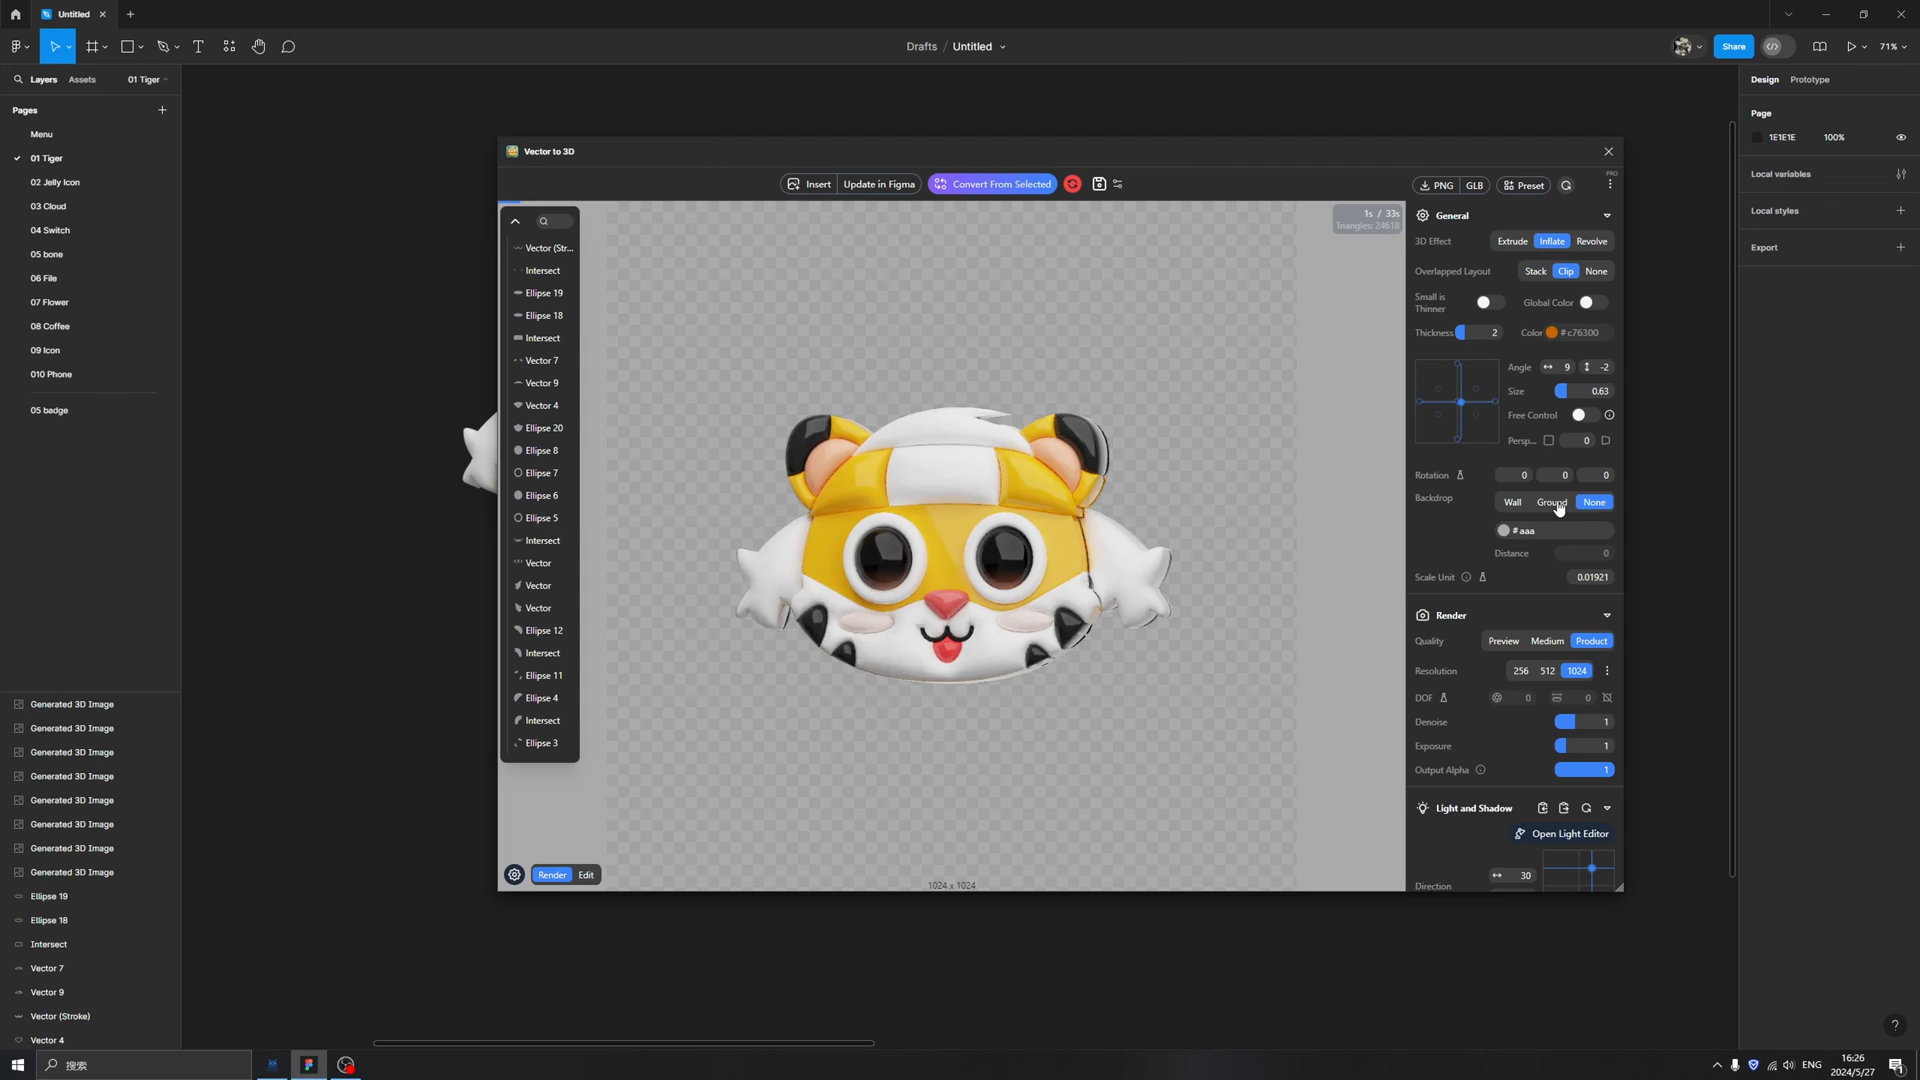 Untitled
Drafts / Untitled
Share
71%
Layers
Assets
01 Tiger
Pages
Menu
01 Tiger
02 Jelly Icon
03 Cloud
04 Switch
05 bone
06 File
07 Flower
08 Coffee
09 Icon
010 Phone
05 badge
Generated 3D Image
Generated 3D Image
Generated 3D Image
Generated 3D Image
Generated 3D Image
Generated 3D Image
Generated 3D Image
Generated 3D Image
Ellipse 19
Ellipse 18
Intersect
Vector 7
Vector 9
Vector (Stroke)
Vector 4
Vector to 3D
Insert
Update in Figma
Convert From Selected
PNG
GLB
Preset
PRO
Vector (Str...
Intersect
Ellipse 19
Ellipse 18
Intersect
Vector 7
Vector 9
Vector 4
Ellipse 20
Ellipse 8
Ellipse 7
Ellipse 6
Ellipse 5
Intersect
Vector
Vector
Vector
Ellipse 12
Intersect
Ellipse 11
Ellipse 4
Intersect
Ellipse 3
Render
Edit
1024 x 1024
1s / 33s
Triangles: 24618
General
3D Effect Extrude Inflate Revolve
Overlapped Layout Stack Clip None
Small is Thinner
Global Color
Thickness 2 Color #c76300
Angle 9 -2
Size 0.63
Free Control
Persp... 0
Rotation 0 0 0
Backdrop Wall Ground None
#aaa
Distance 0
Scale Unit 0.01921
Render
Quality Preview Medium Product
Resolution 256 512 1024
DOF 0 0
Denoise 1
Exposure 1
Output Alpha 1
Light and Shadow
Open Light Editor
Direction 30
Design
Prototype
Page
1E1E1E 100%
Local variables
Local styles
Export
?
搜索
ENG
16:26
2024/5/27
1